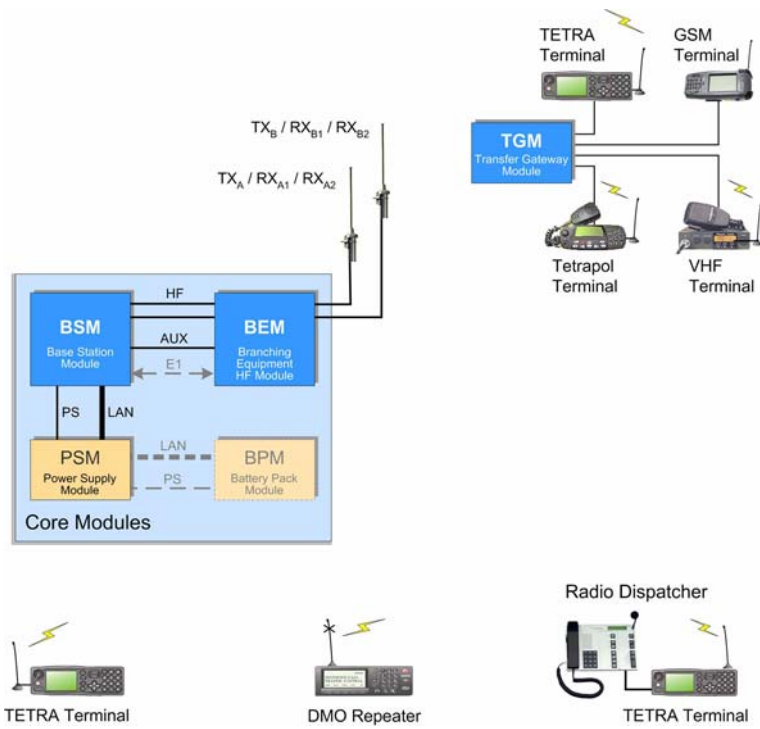 TETRA
Terminal
GSM
Terminal
TX_B / RX_B1 / RX_B2
TGM
Transfer Gateway
Module
TX_A / RX_A1 / RX_A2
Tetrapol
Terminal
VHF
Terminal
HF
BSM
Base Station
Module
BEM
Branching
Equipment
HF Module
AUX
E1
PS
LAN
PSM
Power Supply
Module
LAN
PS
BPM
Battery Pack
Module
Core Modules
Radio Dispatcher
TETRA Terminal
DMO Repeater
TETRA Terminal